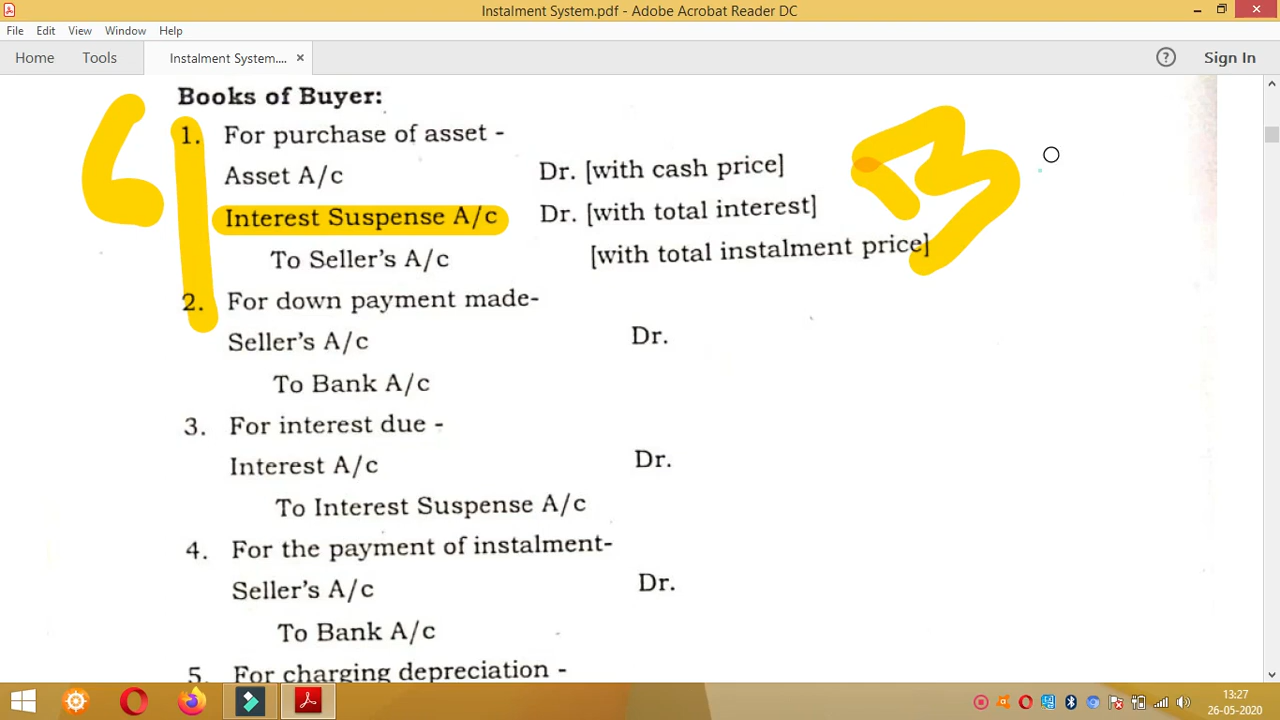 Instalment System.pdf - Adobe Acrobat Reader DC
File Edit View Window Help
Home Tools Instalment System.... × Sign In
Books of Buyer:
1. For purchase of asset -
Asset A/c Dr. [with cash price]
Interest Suspense A/c Dr. [with total interest]
To Seller's A/c [with total instalment price]
2. For down payment made-
Seller's A/c Dr.
To Bank A/c
3. For interest due -
Interest A/c Dr.
To Interest Suspense A/c
4. For the payment of instalment-
Seller's A/c Dr.
To Bank A/c
5. For charging depreciation -
13:27
26-05-2020